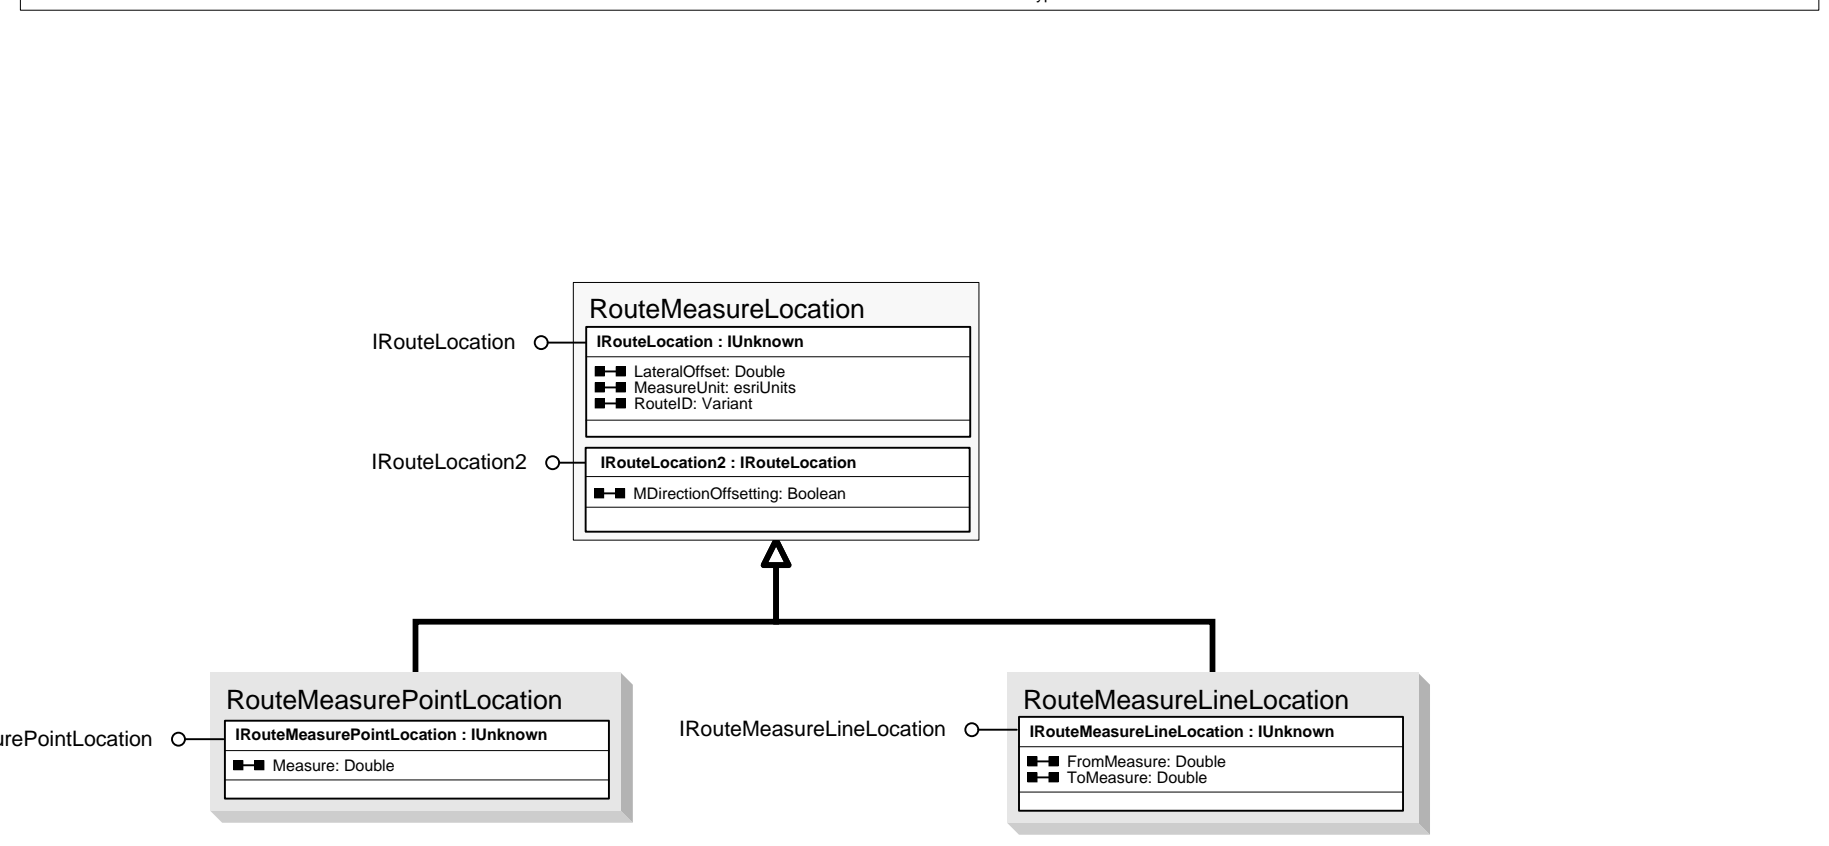 RouteMeasureLocation
IRouteLocation
IRouteLocation : IUnknown
LateralOffset: Double
MeasureUnit: esriUnits
RouteID: Variant
IRouteLocation2
IRouteLocation2 : IRouteLocation
MDirectionOffsetting: Boolean
RouteMeasurePointLocation
IRouteMeasurePointLocation : IUnknown
Measure: Double
RouteMeasureLineLocation
IRouteMeasureLineLocation
IRouteMeasureLineLocation : IUnknown
FromMeasure: Double
ToMeasure: Double